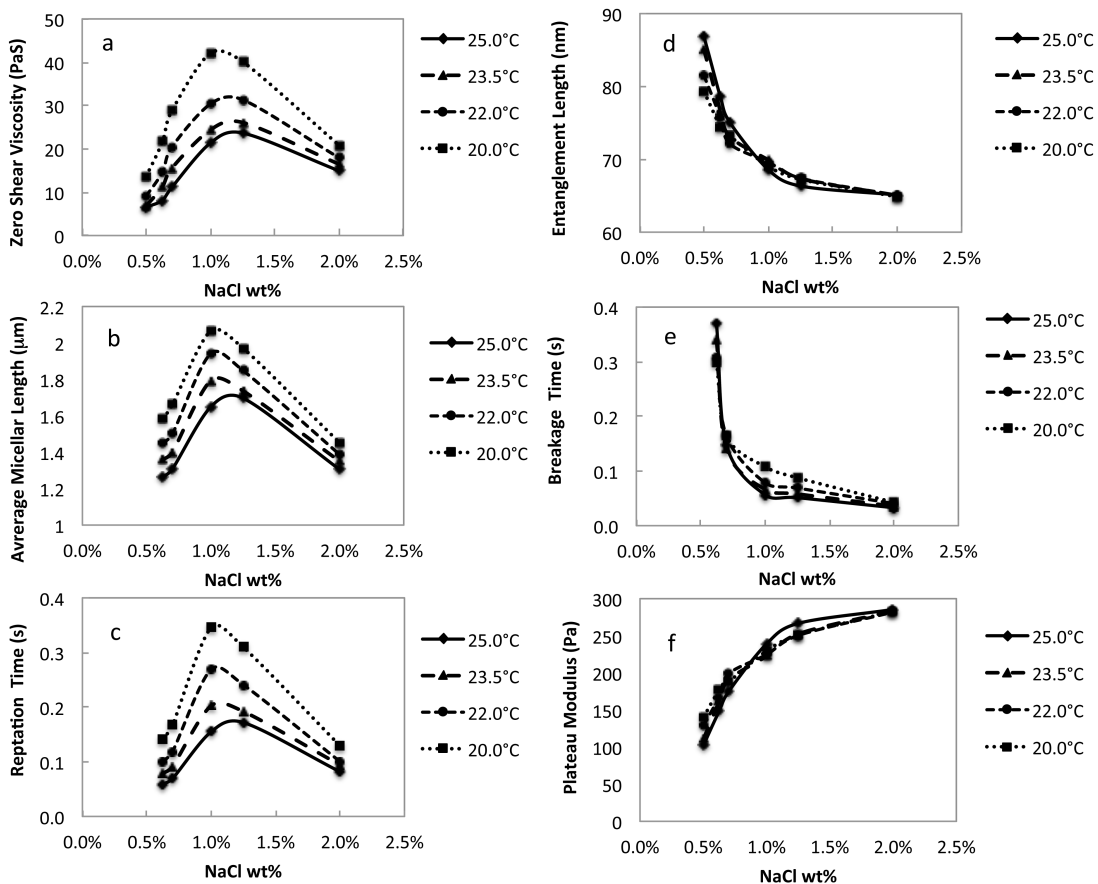 a
Zero Shear Viscosity (PaS)
50
40
30
20
10
0
0.0% 0.5% 1.0% 1.5% 2.0% 2.5%
NaCl wt%
25.0°C
23.5°C
22.0°C
20.0°C
d
Entanglement Length (nm)
90
80
70
60
0.0% 0.5% 1.0% 1.5% 2.0% 2.5%
NaCl wt%
25.0°C
23.5°C
22.0°C
20.0°C
b
Avrerage Micellar Length (μm)
2.2
2
1.8
1.6
1.4
1.2
1
0.0% 0.5% 1.0% 1.5% 2.0% 2.5%
NaCl wt%
25.0°C
23.5°C
22.0°C
20.0°C
e
Breakage Time (s)
0.4
0.3
0.2
0.1
0.0
0.0% 0.5% 1.0% 1.5% 2.0% 2.5%
NaCl wt%
25.0°C
23.5°C
22.0°C
20.0°C
c
Reptation Time (s)
0.4
0.3
0.2
0.1
0.0
0.0% 0.5% 1.0% 1.5% 2.0% 2.5%
NaCl wt%
25.0°C
23.5°C
22.0°C
20.0°C
f
Plateau Modulus (Pa)
300
250
200
150
100
50
0
0.0% 0.5% 1.0% 1.5% 2.0% 2.5%
NaCl wt%
25.0°C
23.5°C
22.0°C
20.0°C